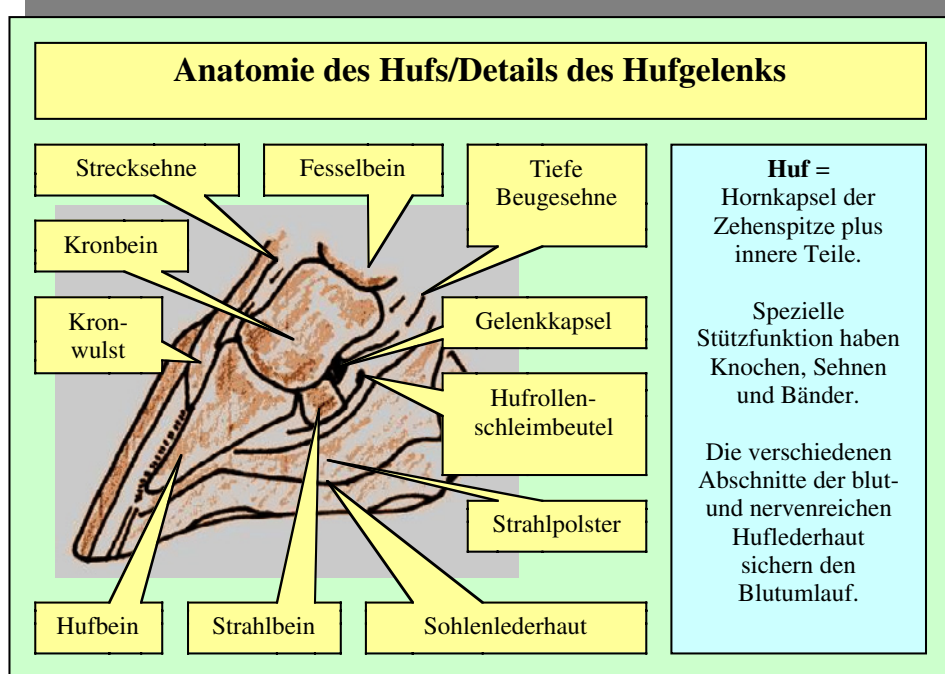 Anatomie des Hufs/Details des Hufgelenks
Strecksehne
Fesselbein
Tiefe
Beugesehne
Kronbein
Kron-
wulst
Gelenkkapsel
Hufrollen-
schleimbeutel
Strahlpolster
Hufbein
Strahlbein
Sohlenlederhaut
Huf =
Hornkapsel der
Zehenspitze plus
innere Teile.
Spezielle
Stützfunktion haben
Knochen, Sehnen
und Bänder.
Die verschiedenen
Abschnitte der blut-
und nervenreichen
Huflederhaut
sichern den
Blutumlauf.